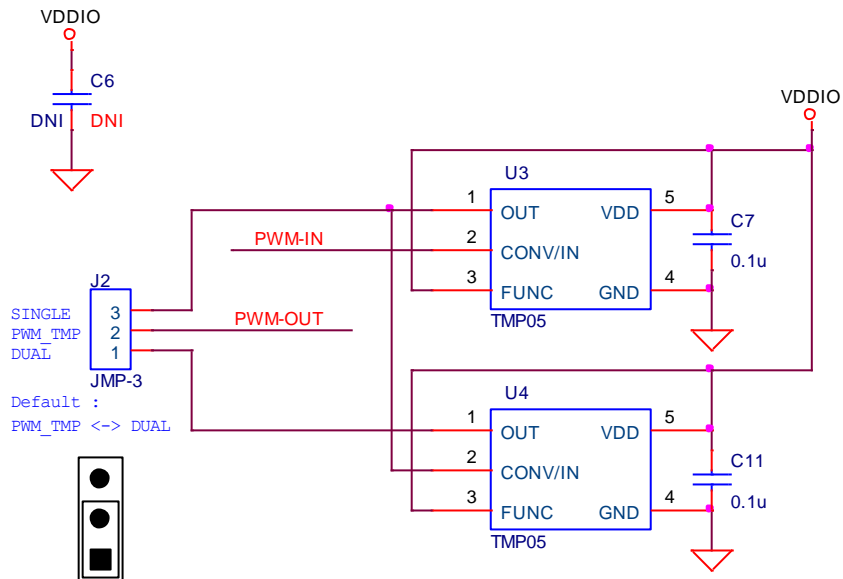 VDDIO
C6
DNI DNI
VDDIO
U3
1 OUT VDD 5
2 CONV/IN
3 FUNC GND 4
TMP05
C7
0.1u
PWM-IN
J2
SINGLE 3
PWM_TMP 2
DUAL 1
JMP-3
PWM-OUT
Default :
PWM_TMP <-> DUAL
U4
1 OUT VDD 5
2 CONV/IN
3 FUNC GND 4
TMP05
C11
0.1u